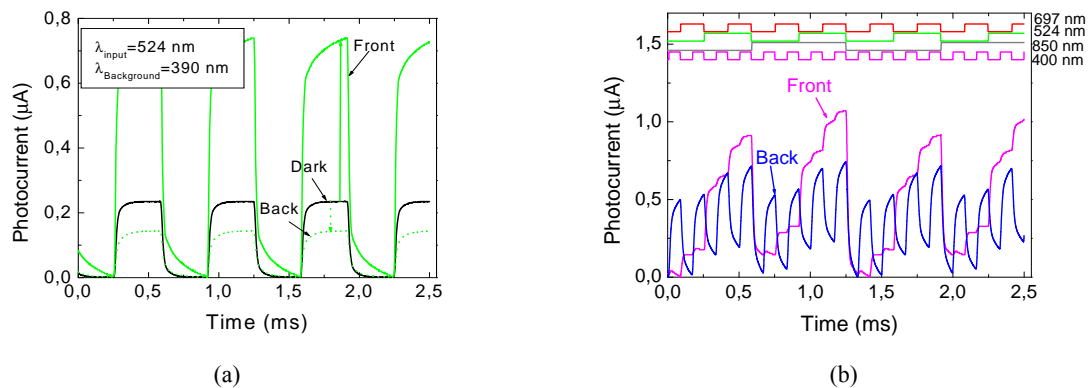 0,8
0,6
0,4
0,2
0,0
Photocurrent (μA)
λinput=524 nm
λBackground=390 nm
Front
Dark
Back
0,0 0,5 1,0 1,5 2,0 2,5
Time (ms)
(a)
697 nm
524 nm
850 nm
400 nm
1,5
1,0
0,5
0,0
Photocurrent (μA)
Front
Back
0,0 0,5 1,0 1,5 2,0 2,5
Time (ms)
(b)